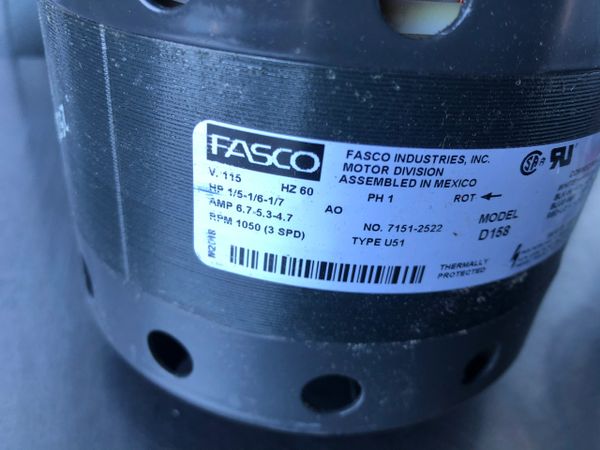 FASCO
FASCO INDUSTRIES, INC.
MOTOR DIVISION
ASSEMBLED IN MEXICO
V. 115 HZ 60 PH 1 ROT
HP 1/5-1/6-1/7 AO
AMP 6.7-5.3-4.7 NO. 7151-2522 MODEL
RPM 1050 (3 SPD) TYPE U51 D158
THERMALLY
PROTECTED